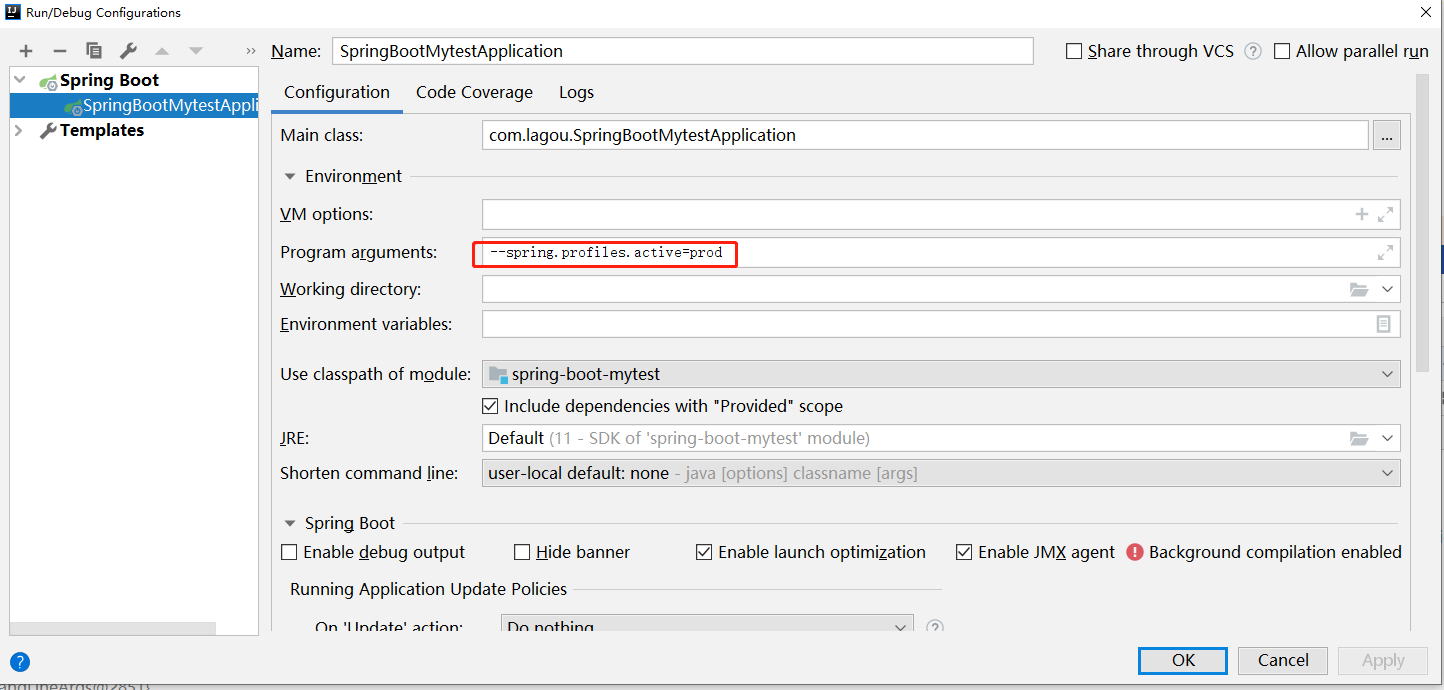 Run/Debug Configurations
Name: SpringBootMytestApplication
Share through VCS
Allow parallel run
Spring Boot
SpringBootMytestAppli
Templates
Configuration Code Coverage Logs
Main class: com.lagou.SpringBootMytestApplication ...
Environment
VM options:
Program arguments: --spring.profiles.active=prod
Working directory:
Environment variables:
Use classpath of module: spring-boot-mytest
Include dependencies with "Provided" scope
JRE: Default (11 - SDK of 'spring-boot-mytest' module)
Shorten command line: user-local default: none - java [options] classname [args]
Spring Boot
Enable debug output Hide banner Enable launch optimization Enable JMX agent Background compilation enabled
Running Application Update Policies
On 'Update' action: Do nothing
OK Cancel Apply